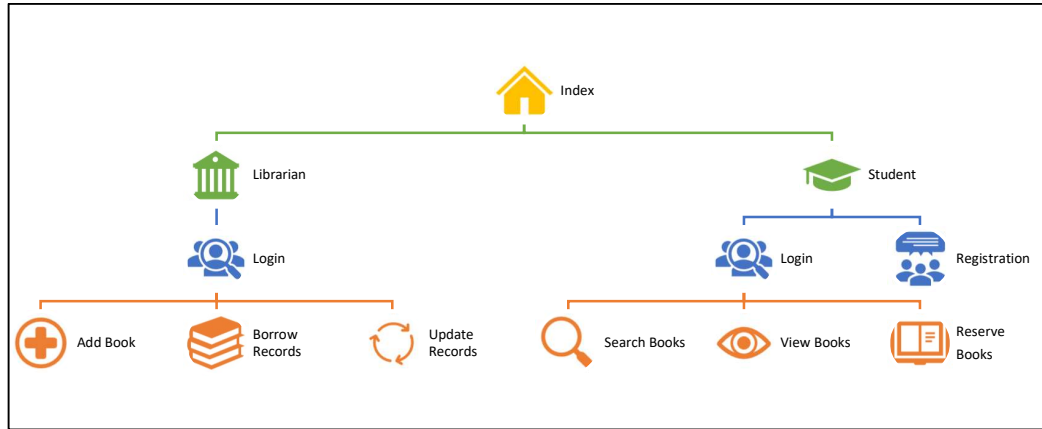 Index
Librarian
Student
Login
Login
Registration
Add Book
Borrow
Records
Update
Records
Search Books
View Books
Reserve
Books